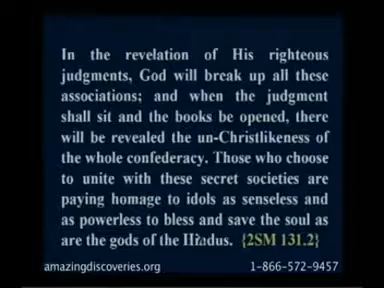 In the revelation of His righteous
judgments, God will break up all these
associations; and when the judgment
shall sit and the books be opened, there
will be revealed the un-Christlikeness of
the whole confederacy. Those who choose
to unite with these secret societies are
paying homage to idols as senseless and
as powerless to bless and save the soul as
are the gods of the Hindus. {2SM 131.2}
amazingdiscoveries.org 1-866-572-9457